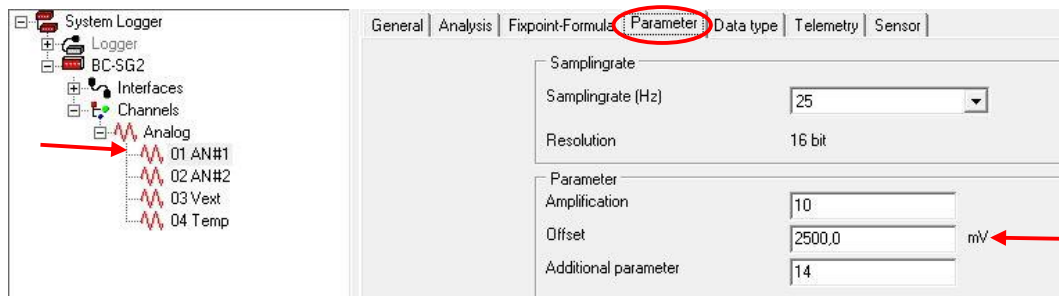 System Logger
Logger
BC-SG2
Interfaces
Channels
Analog
01 AN#1
02 AN#2
03 Vext
04 Temp
General Analysis Fixpoint-Formula Parameter Data type Telemetry Sensor
Samplingrate
Samplingrate (Hz) 25
Resolution 16 bit
Parameter
Amplification 10
Offset 2500,0 mV
Additional parameter 14